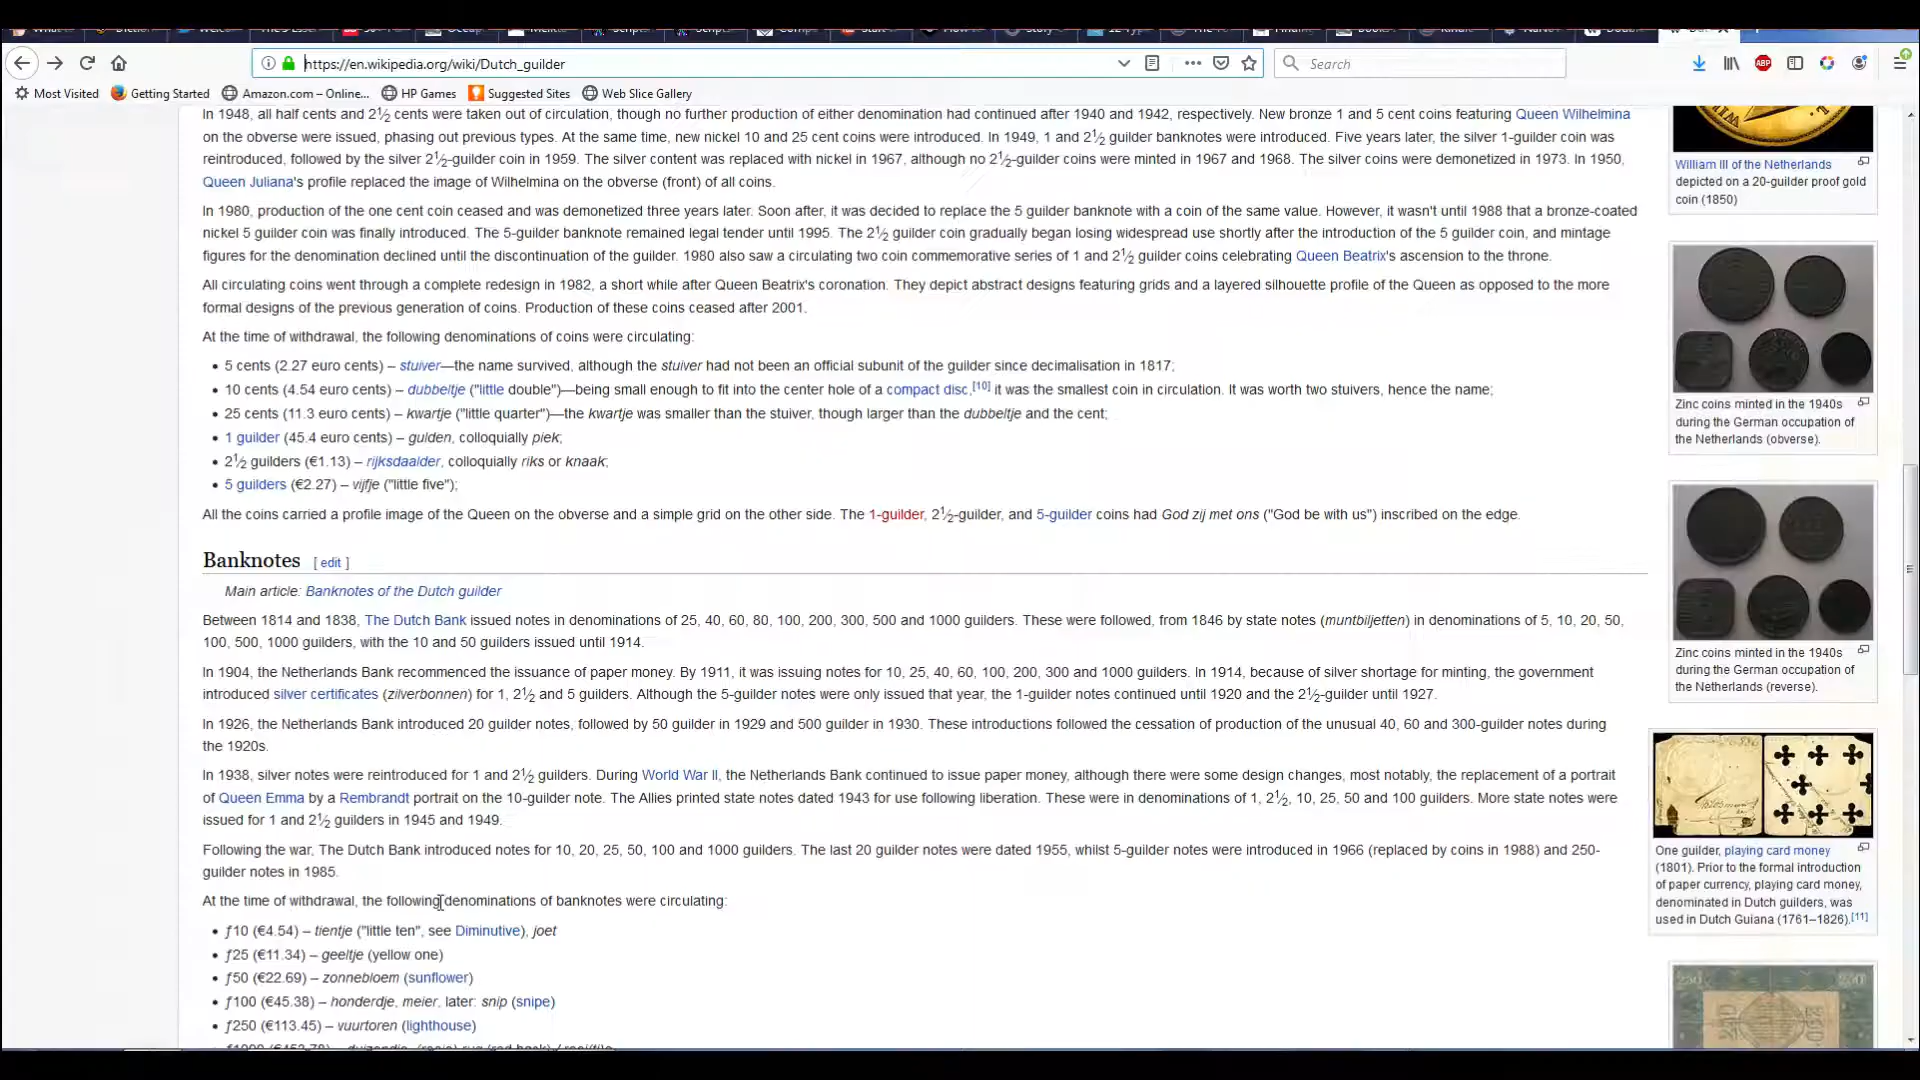 https://en.wikipedia.org/wiki/Dutch_guilder
Search
ABP
Most Visited
Getting Started
Amazon.com – Online...
HP Games
Suggested Sites
Web Slice Gallery
In 1948, all half cents and 2½ cents were taken out of circulation, though no further production of either denomination had continued after 1940 and 1942, respectively. New bronze 1 and 5 cent coins featuring Queen Wilhelmina
on the obverse were issued, phasing out previous types. At the same time, new nickel 10 and 25 cent coins were introduced. In 1949, 1 and 2½ guilder banknotes were introduced. Five years later, the silver 1-guilder coin was
reintroduced, followed by the silver 2½-guilder coin in 1959. The silver content was replaced with nickel in 1967, although no 2½-guilder coins were minted in 1967 and 1968. The silver coins were demonetized in 1973. In 1950,
Queen Juliana's profile replaced the image of Wilhelmina on the obverse (front) of all coins.
In 1980, production of the one cent coin ceased and was demonetized three years later. Soon after, it was decided to replace the 5 guilder banknote with a coin of the same value. However, it wasn't until 1988 that a bronze-coated
nickel 5 guilder coin was finally introduced. The 5-guilder banknote remained legal tender until 1995. The 2½ guilder coin gradually began losing widespread use shortly after the introduction of the 5 guilder coin, and mintage
figures for the denomination declined until the discontinuation of the guilder. 1980 also saw a circulating two coin commemorative series of 1 and 2½ guilder coins celebrating Queen Beatrix's ascension to the throne.
All circulating coins went through a complete redesign in 1982, a short while after Queen Beatrix's coronation. They depict abstract designs featuring grids and a layered silhouette profile of the Queen as opposed to the more
formal designs of the previous generation of coins. Production of these coins ceased after 2001.
At the time of withdrawal, the following denominations of coins were circulating:
• 5 cents (2.27 euro cents) – stuiver—the name survived, although the stuiver had not been an official subunit of the guilder since decimalisation in 1817;
• 10 cents (4.54 euro cents) – dubbeltje ("little double")—being small enough to fit into the center hole of a compact disc,[10] it was the smallest coin in circulation. It was worth two stuivers, hence the name;
• 25 cents (11.3 euro cents) – kwartje ("little quarter")—the kwartje was smaller than the stuiver, though larger than the dubbeltje and the cent;
• 1 guilder (45.4 euro cents) – gulden, colloquially piek;
• 2½ guilders (€1.13) – rijksdaalder, colloquially riks or knaak;
• 5 guilders (€2.27) – vijfje ("little five");
All the coins carried a profile image of the Queen on the obverse and a simple grid on the other side. The 1-guilder, 2½-guilder, and 5-guilder coins had God zij met ons ("God be with us") inscribed on the edge.
Banknotes [ edit ]
Main article: Banknotes of the Dutch guilder
Between 1814 and 1838, The Dutch Bank issued notes in denominations of 25, 40, 60, 80, 100, 200, 300, 500 and 1000 guilders. These were followed, from 1846 by state notes (muntbiljetten) in denominations of 5, 10, 20, 50,
100, 500, 1000 guilders, with the 10 and 50 guilders issued until 1914.
In 1904, the Netherlands Bank recommenced the issuance of paper money. By 1911, it was issuing notes for 10, 25, 40, 60, 100, 200, 300 and 1000 guilders. In 1914, because of silver shortage for minting, the government
introduced silver certificates (zilverbonnen) for 1, 2½ and 5 guilders. Although the 5-guilder notes were only issued that year, the 1-guilder notes continued until 1920 and the 2½-guilder until 1927.
In 1926, the Netherlands Bank introduced 20 guilder notes, followed by 50 guilder in 1929 and 500 guilder in 1930. These introductions followed the cessation of production of the unusual 40, 60 and 300-guilder notes during
the 1920s.
In 1938, silver notes were reintroduced for 1 and 2½ guilders. During World War II, the Netherlands Bank continued to issue paper money, although there were some design changes, most notably, the replacement of a portrait
of Queen Emma by a Rembrandt portrait on the 10-guilder note. The Allies printed state notes dated 1943 for use following liberation. These were in denominations of 1, 2½, 10, 25, 50 and 100 guilders. More state notes were
issued for 1 and 2½ guilders in 1945 and 1949.
Following the war, The Dutch Bank introduced notes for 10, 20, 25, 50, 100 and 1000 guilders. The last 20 guilder notes were dated 1955, whilst 5-guilder notes were introduced in 1966 (replaced by coins in 1988) and 250-
guilder notes in 1985.
At the time of withdrawal, the following denominations of banknotes were circulating:
• ƒ10 (€4.54) – tientje ("little ten", see Diminutive), joet
• ƒ25 (€11.34) – geeltje (yellow one)
• ƒ50 (€22.69) – zonnebloem (sunflower)
• ƒ100 (€45.38) – honderdje, meier, later: snip (snipe)
• ƒ250 (€113.45) – vuurtoren (lighthouse)
William III of the Netherlands
depicted on a 20-guilder proof gold
coin (1850)
Zinc coins minted in the 1940s
during the German occupation of
the Netherlands (obverse).
Zinc coins minted in the 1940s
during the German occupation of
the Netherlands (reverse).
One guilder, playing card money
(1801). Prior to the formal introduction
of paper currency, playing card money,
denominated in Dutch guilders, was
used in Dutch Guiana (1761–1826).[11]
250